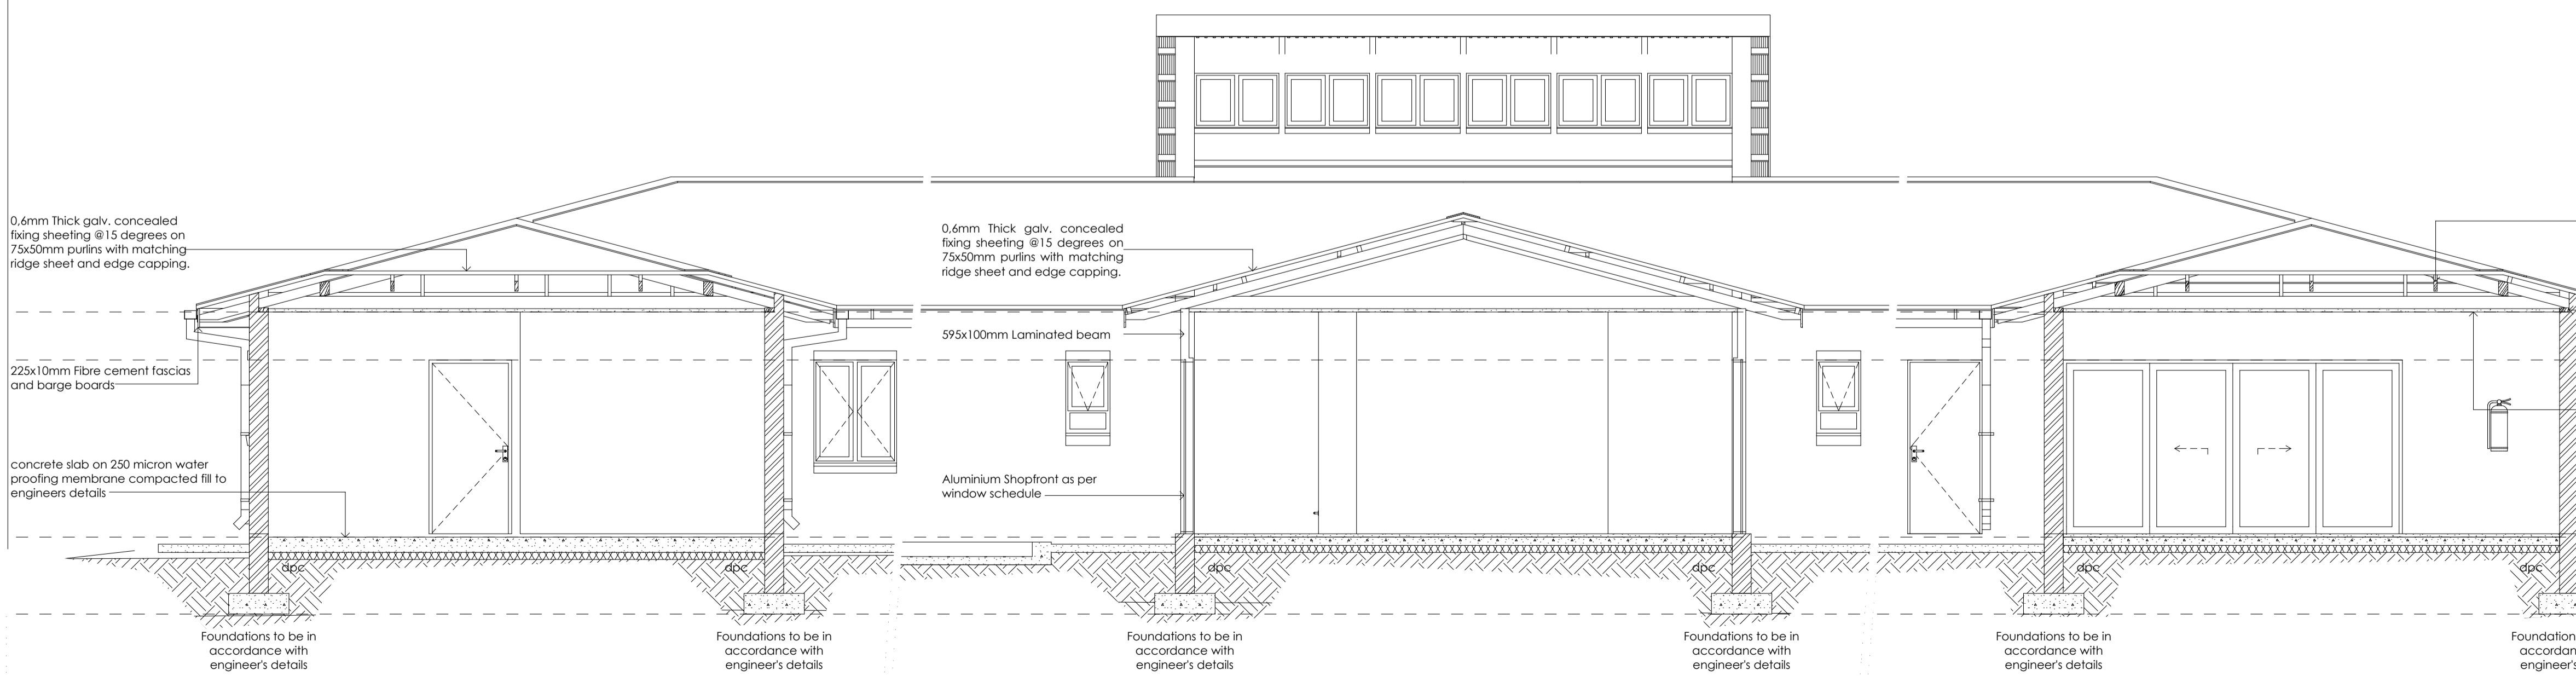 0,6mm Thick galv. concealed
fixing sheeting @15 degrees on
75x50mm purlins with matching
ridge sheet and edge capping.
225x10mm Fibre cement fascias
and barge boards
concrete slab on 250 micron water
proofing membrane compacted fill to
engineers details
0,6mm Thick galv. concealed
fixing sheeting @15 degrees on
75x50mm purlins with matching
ridge sheet and edge capping.
595x100mm Laminated beam
Aluminium Shopfront as per
window schedule
dpc
dpc
dpc
dpc
dpc
dpc
Foundations to be in
accordance with
engineer's details
Foundations to be in
accordance with
engineer's details
Foundations to be in
accordance with
engineer's details
Foundations to be in
accordance with
engineer's details
Foundations to be in
accordance with
engineer's details
Foundation
accordan
engineer's